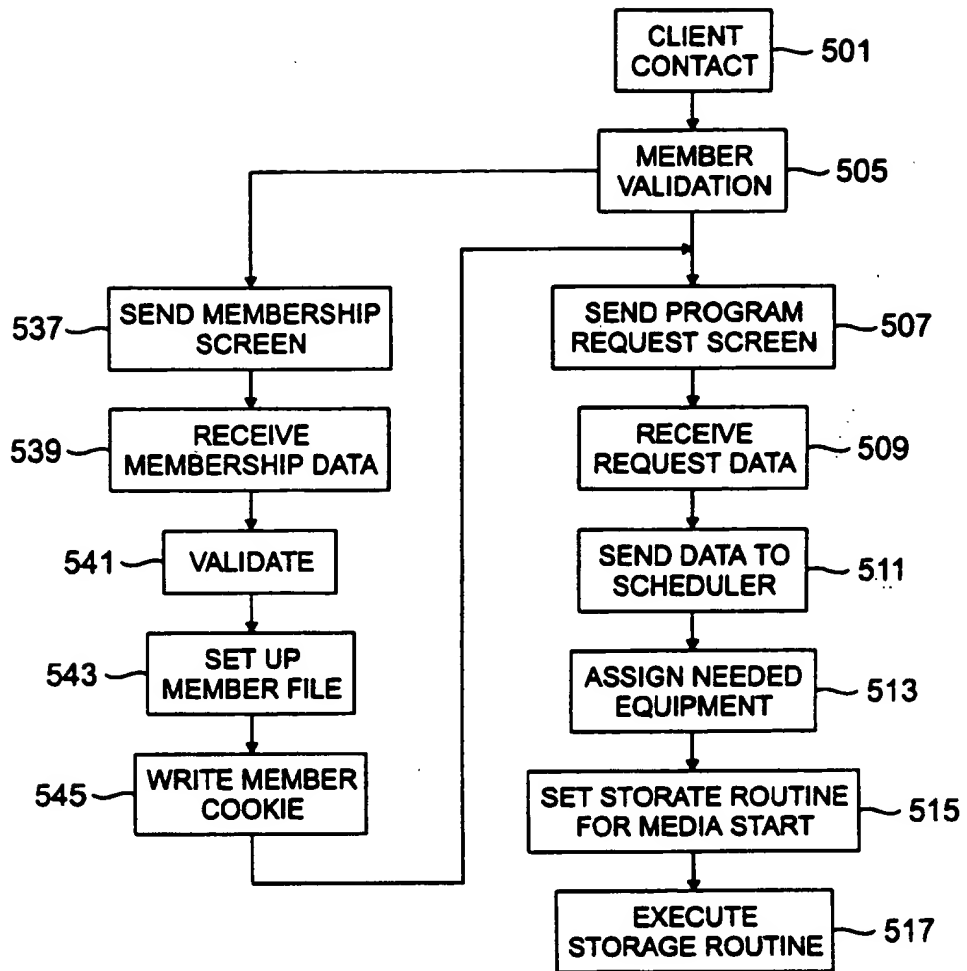 CLIENT
CONTACT
501
MEMBER
VALIDATION
505
537
SEND MEMBERSHIP
SCREEN
SEND PROGRAM
REQUEST SCREEN
507
539
RECEIVE
MEMBERSHIP DATA
RECEIVE
REQUEST DATA
509
541
VALIDATE
SEND DATA TO
SCHEDULER
511
543
SET UP
MEMBER FILE
ASSIGN NEEDED
EQUIPMENT
513
545
WRITE MEMBER
COOKIE
SET STORATE ROUTINE
FOR MEDIA START
515
EXECUTE
STORAGE ROUTINE
517